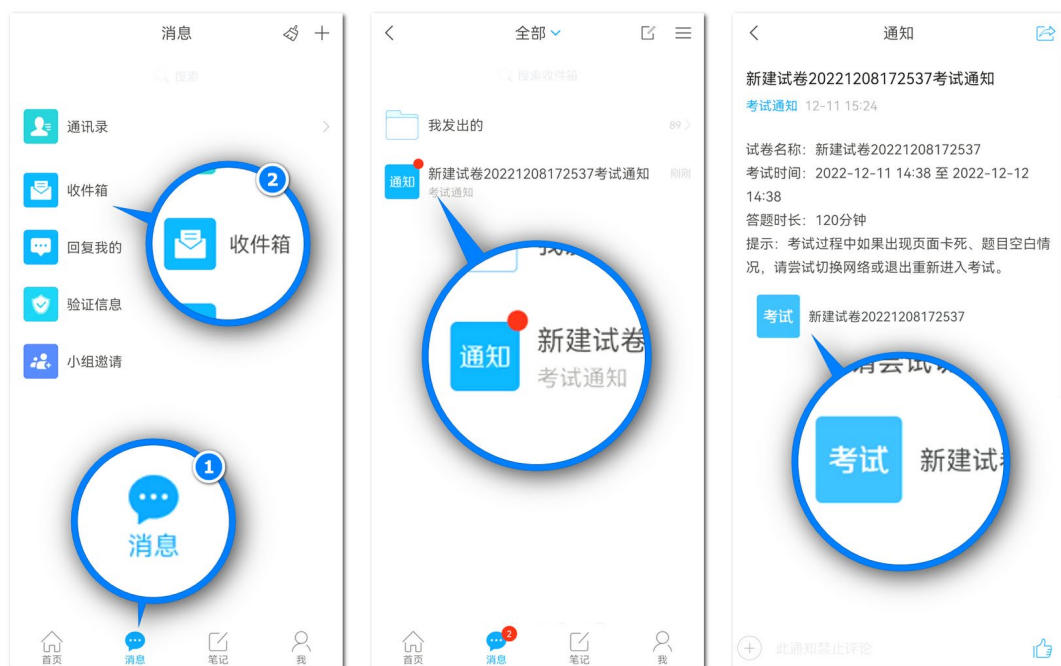 消息
搜索
通讯录
收件箱
2
收件箱
回复我的
验证信息
小组邀请
1
消息
首页
消息
笔记
我
全部
搜索收件箱
我发出的
89
通知
新建试卷20221208172537考试通知
刚刚
考试通知
通知
新建试卷
考试通知
2
首页
消息
笔记
我
通知
新建试卷20221208172537考试通知
考试通知 12-11 15:24
试卷名称：新建试卷20221208172537
考试时间：2022-12-11 14:38 至 2022-12-12
14:38
答题时长：120分钟
提示：考试过程中如果出现页面卡死、题目空白情
况，请尝试切换网络或退出重新进入考试。
考试
新建试卷20221208172537
考试
新建试
此通知禁止评论